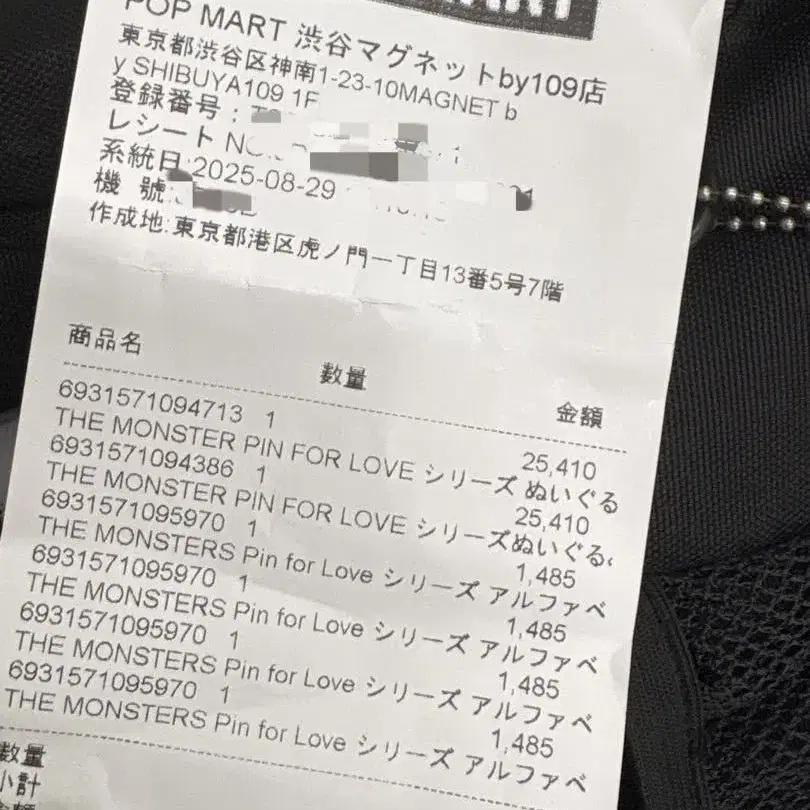 POP MART 渋谷マグネットby109店
東京都渋谷区神南1-23-10MAGNET b
y SHIBUYA109 1F
登録番号:
レシート NO.
系統日:2025-08-29
機 號:
作成地:東京都港区虎ノ門一丁目13番5号7階
商品名 数量 金額
6931571094713 1 25,410
THE MONSTER PIN FOR LOVE シリーズ ぬいぐる
6931571094386 1 25,410
THE MONSTER PIN FOR LOVE シリーズぬいぐる
6931571095970 1 1,485
THE MONSTERS Pin for Love シリーズ アルファベ
6931571095970 1 1,485
THE MONSTERS Pin for Love シリーズ アルファベ
6931571095970 1 1,485
THE MONSTERS Pin for Love シリーズ アルファベ
6931571095970 1 1,485
THE MONSTERS Pin for Love シリーズ アルファベ
数量
小計